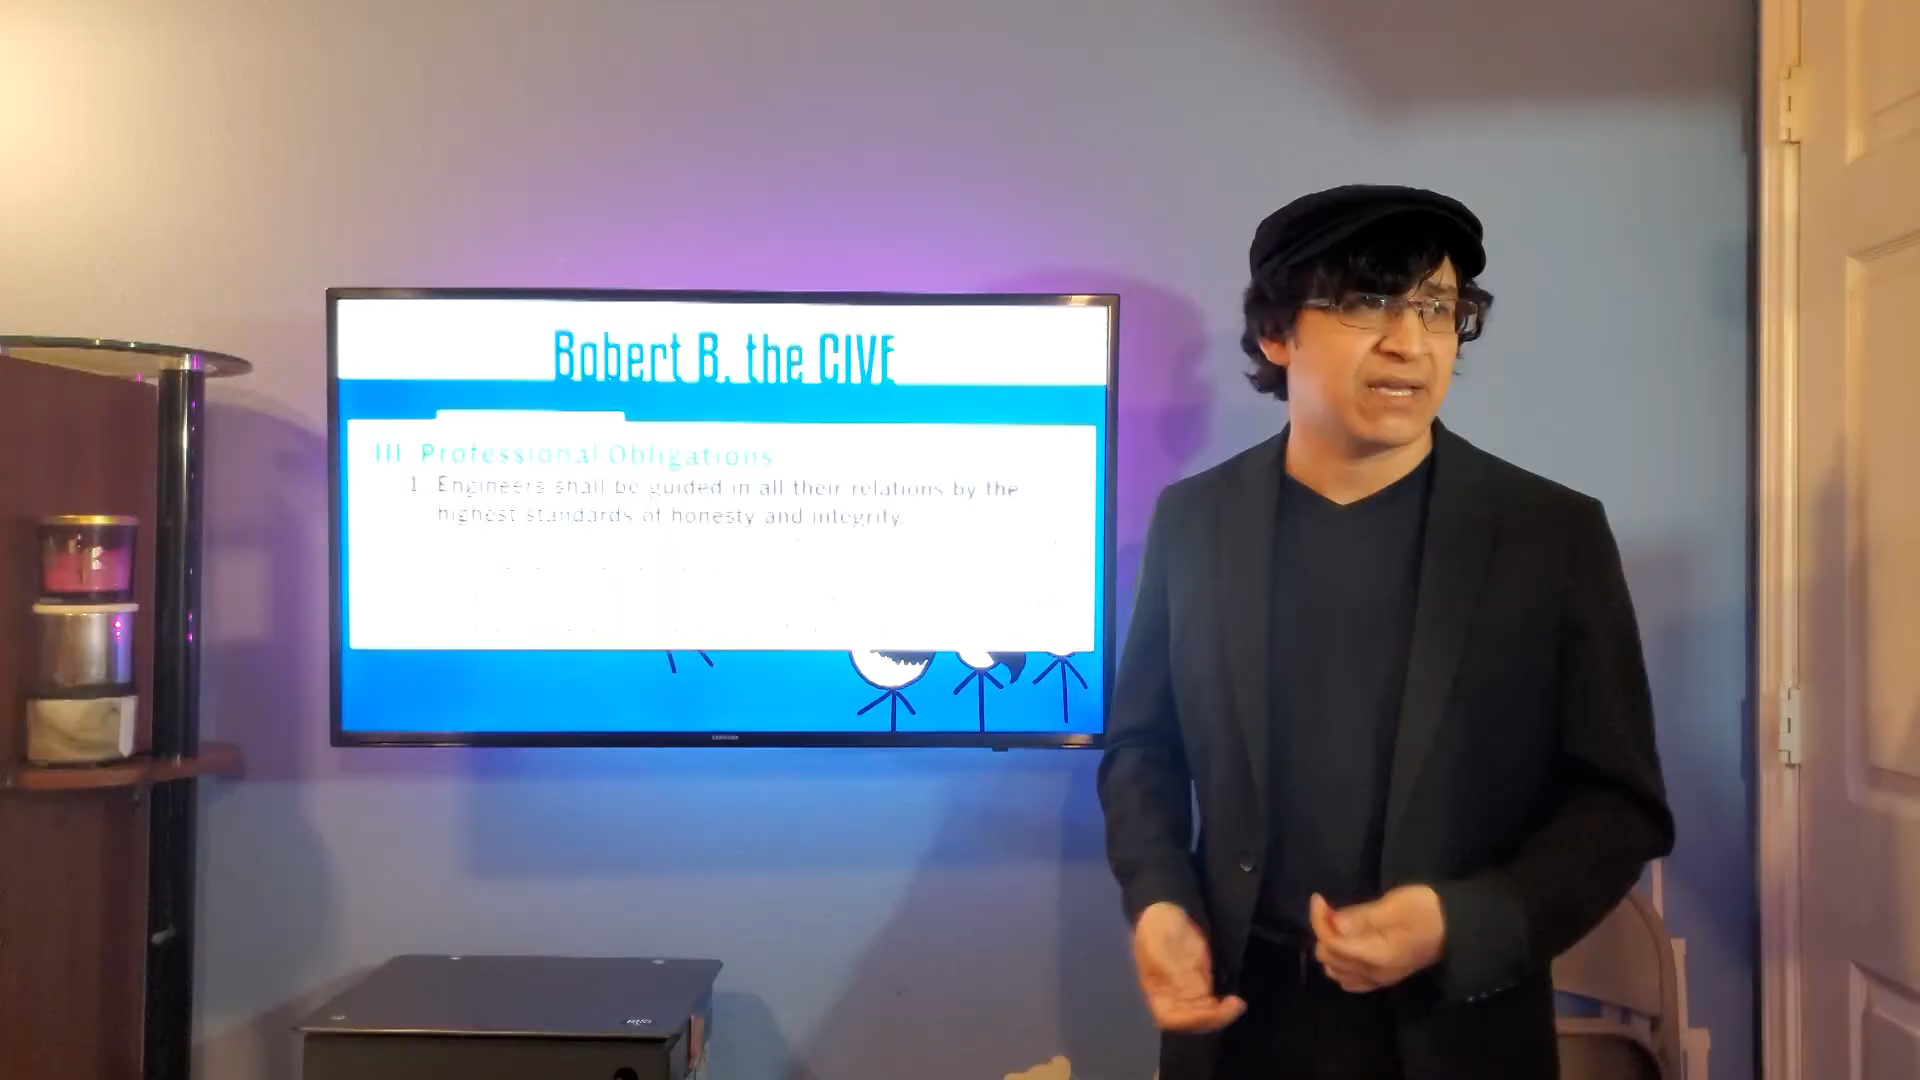 Bobert B. the CIVE
III Professional Obligations
1 Engineers shall be guided in all their relations by the
highest standards of honesty and integrity.
SAMSUNG